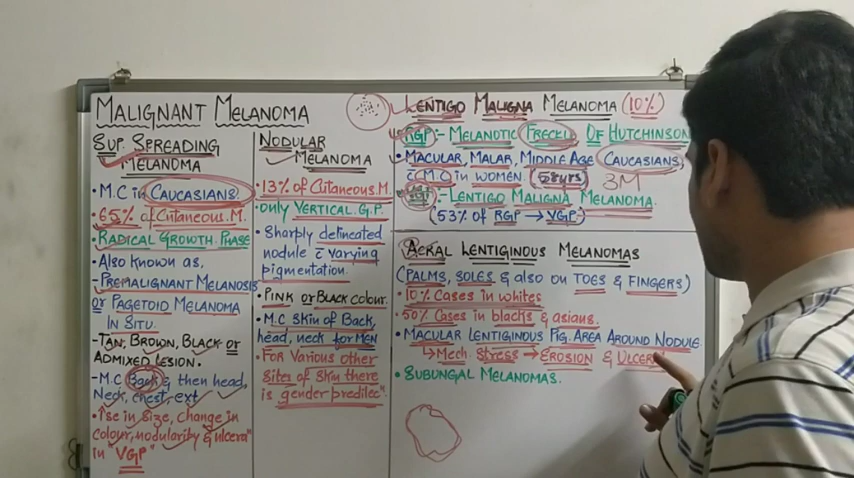 MALIGNANT MELANOMA
SUP. SPREADING
MELANOMA
• M.C in CAUCASIANS
• 65% of Cutaneous M.
• RADICAL GROWTH PHASE
• Also known as,
- PREMALIGNANT MELANOSIS
or PAGETOID MELANOMA
IN SITU.
- TAN, BROWN, BLACK or
ADMIXED LESION.
- M.C Back & then head,
Neck, chest, ext
• ↑se in SIZE, CHANGE in
colour, nodularity & ulcera"
in "VGP"
NODULAR
MELANOMA
• 13% of Cutaneous M.
• only VERTICAL G.P.
• Sharply delineated
nodule c̄ varying
pigmentation.
• PINK or BLACK colour.
• M.C SKIN of BACK,
head, neck for MEN
• FOR VARIOUS other
Sites of skin there
is gender predilec".
LENTIGO MALIGNA MELANOMA (10%)
RGP:- MELANOTIC FRECKLE OF HUTCHINSON
• MACULAR, MALAR, MIDDLE AGE CAUCASIANS,
c̄ M.C in WOMEN (58yrs) 3M
VGP - LENTIGO MALIGNA MELANOMA.
(53% of RGP → VGP)
ACRAL LENTIGINOUS MELANOMAS
(PALMS, SOLES & also on TOES & FINGERS)
• 10% CASES in whites
• 50% CASES in blacks & asians.
• MACULAR LENTIGINOUS PIG. AREA AROUND NODULE.
↳ Mech. Stress → EROSION & ULCER
• SUBUNGAL MELANOMAS.